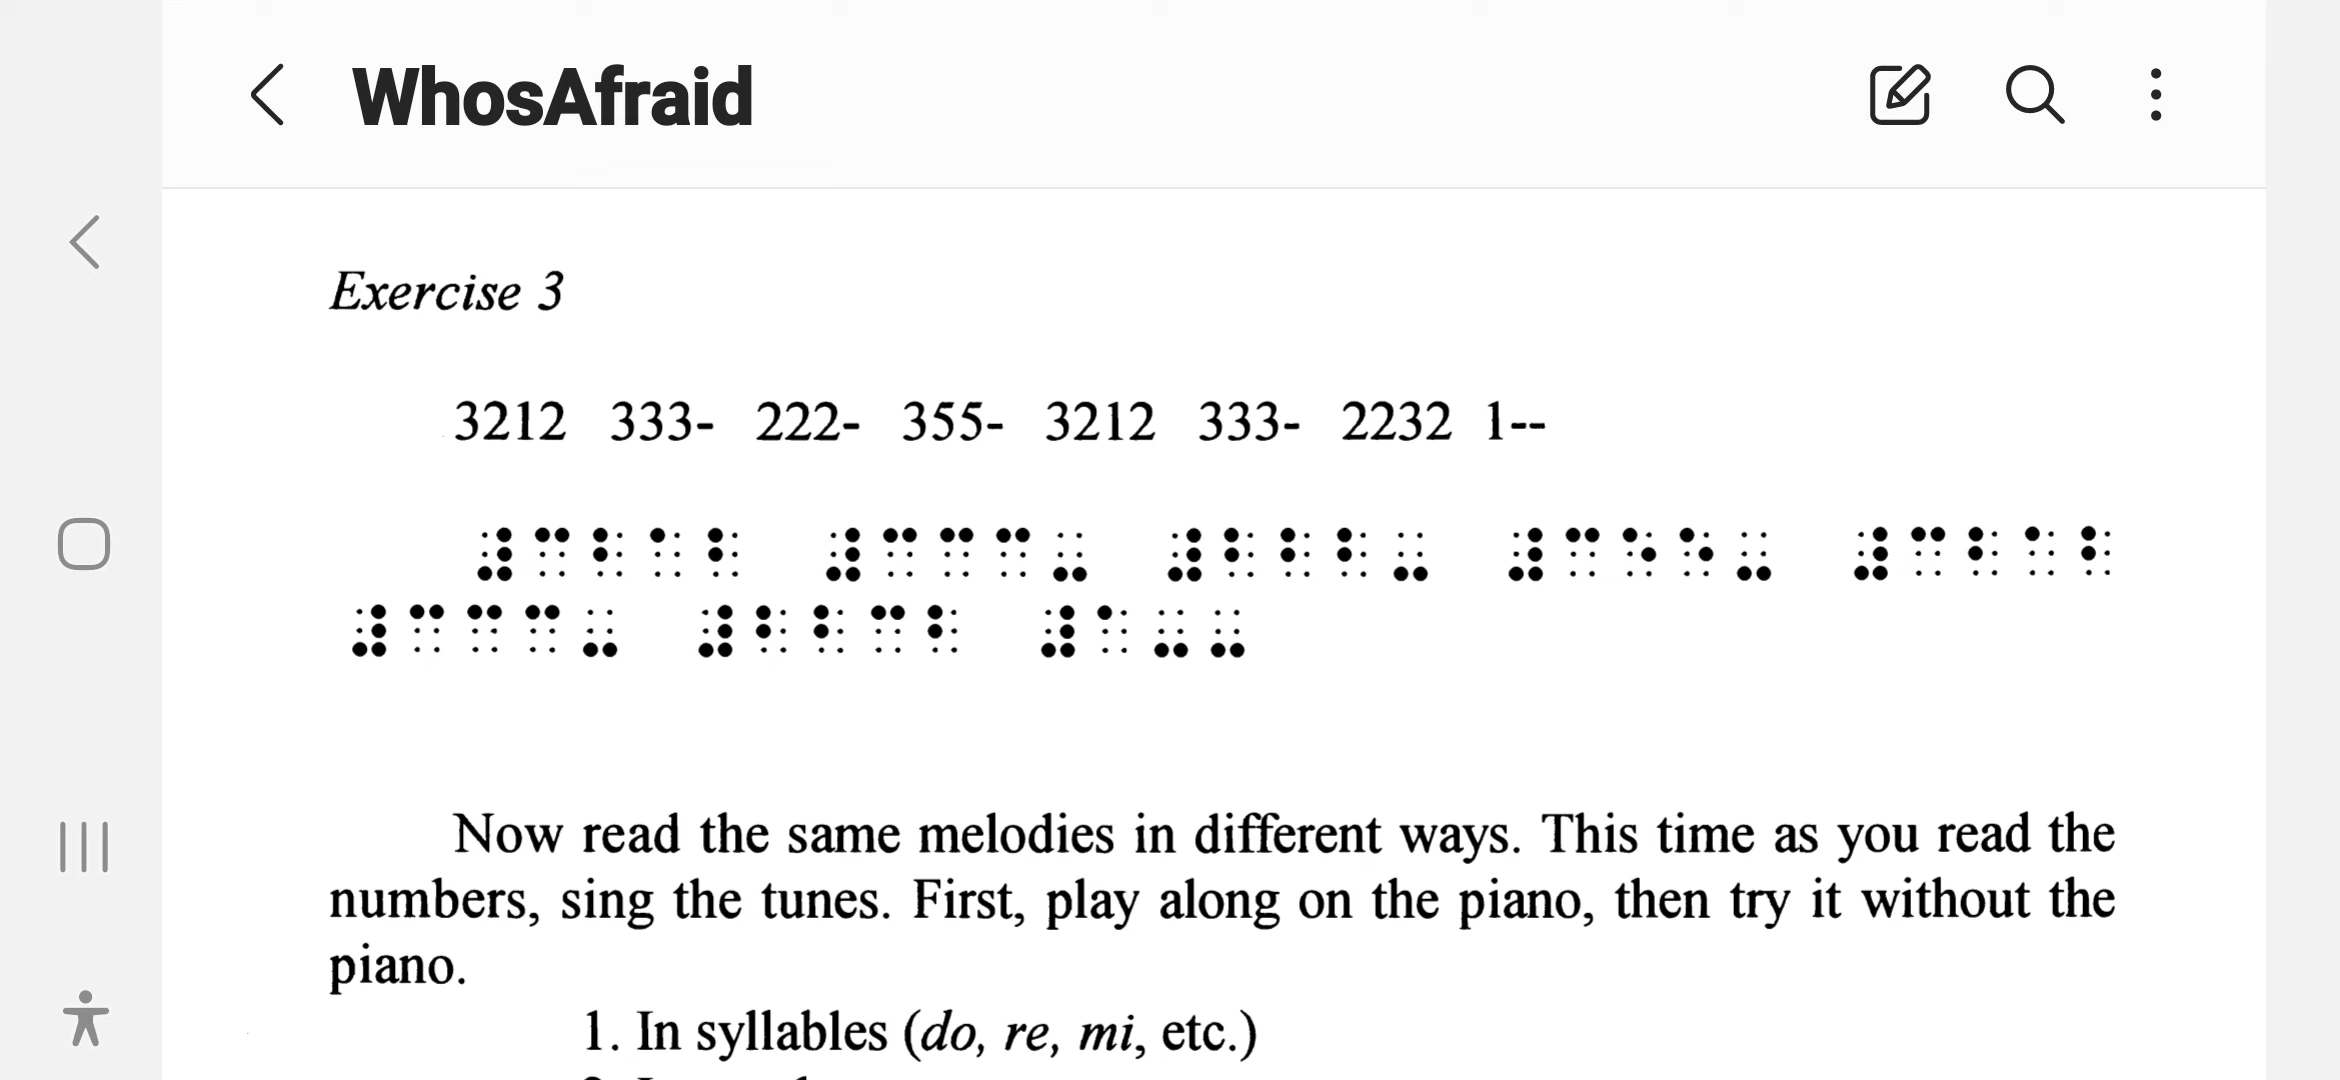 WhosAfraid
Exercise 3
3212 333- 222- 355- 3212 333- 2232 1--
⠼⠉⠃⠁⠃ ⠼⠉⠉⠉⠤ ⠼⠃⠃⠃⠤ ⠼⠉⠑⠑⠤ ⠼⠉⠃⠁⠃
⠼⠉⠉⠉⠤ ⠼⠃⠃⠉⠃ ⠼⠁⠤⠤
Now read the same melodies in different ways. This time as you read the
numbers, sing the tunes. First, play along on the piano, then try it without the
piano.
1. In syllables (do, re, mi, etc.)